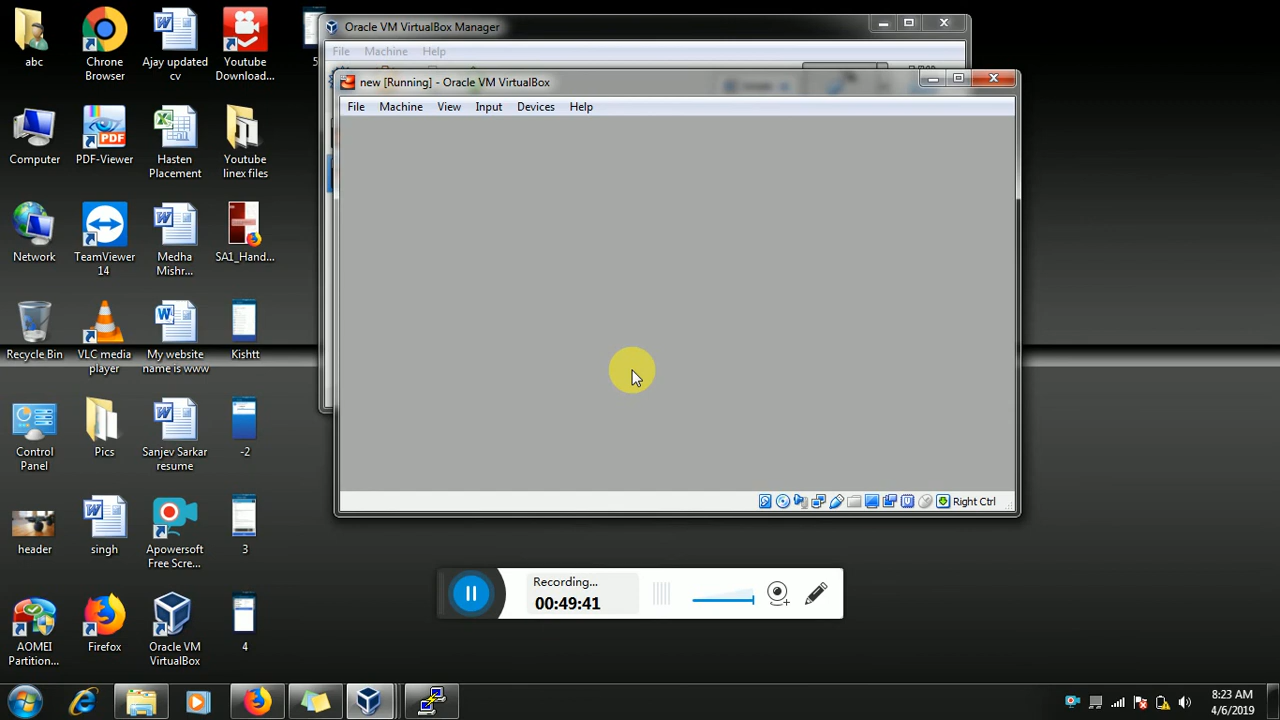 abc
Chrome
Browser
Ajay updated
cv
Youtube
Download...
5
Computer
PDF-Viewer
Hasten
Placement
Youtube
linex files
Network
TeamViewer
14
Medha
Mishr...
SA1_Hand...
Recycle Bin
VLC media
player
My website
name is www
Kishtt
Control
Panel
Pics
Sanjev Sarkar
resume
-2
header
singh
Apowersoft
Free Scre...
3
AOMEI
Partition...
Firefox
Oracle VM
VirtualBox
4
Oracle VM VirtualBox Manager
File Machine Help
new [Running] - Oracle VM VirtualBox
File Machine View Input Devices Help
Right Ctrl
Recording...
00:49:41
8:23 AM
4/6/2019